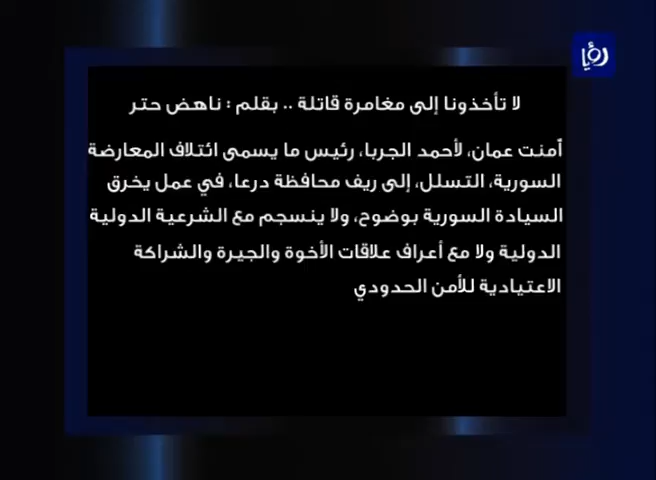 رؤيا
لا تأخذونا إلى مغامرة قاتلة .. بقلم : ناهض حتر
أمنت عمان، لأحمد الجربا، رئيس ما يسمى ائتلاف المعارضة
السورية، التسلل، إلى ريف محافظة درعا، في عمل يخرق
السيادة السورية بوضوح، ولا ينسجم مع الشرعية الدولية
الدولية ولا مع أعراف علاقات الأخوة والجيرة والشراكة
الاعتيادية للأمن الحدودي